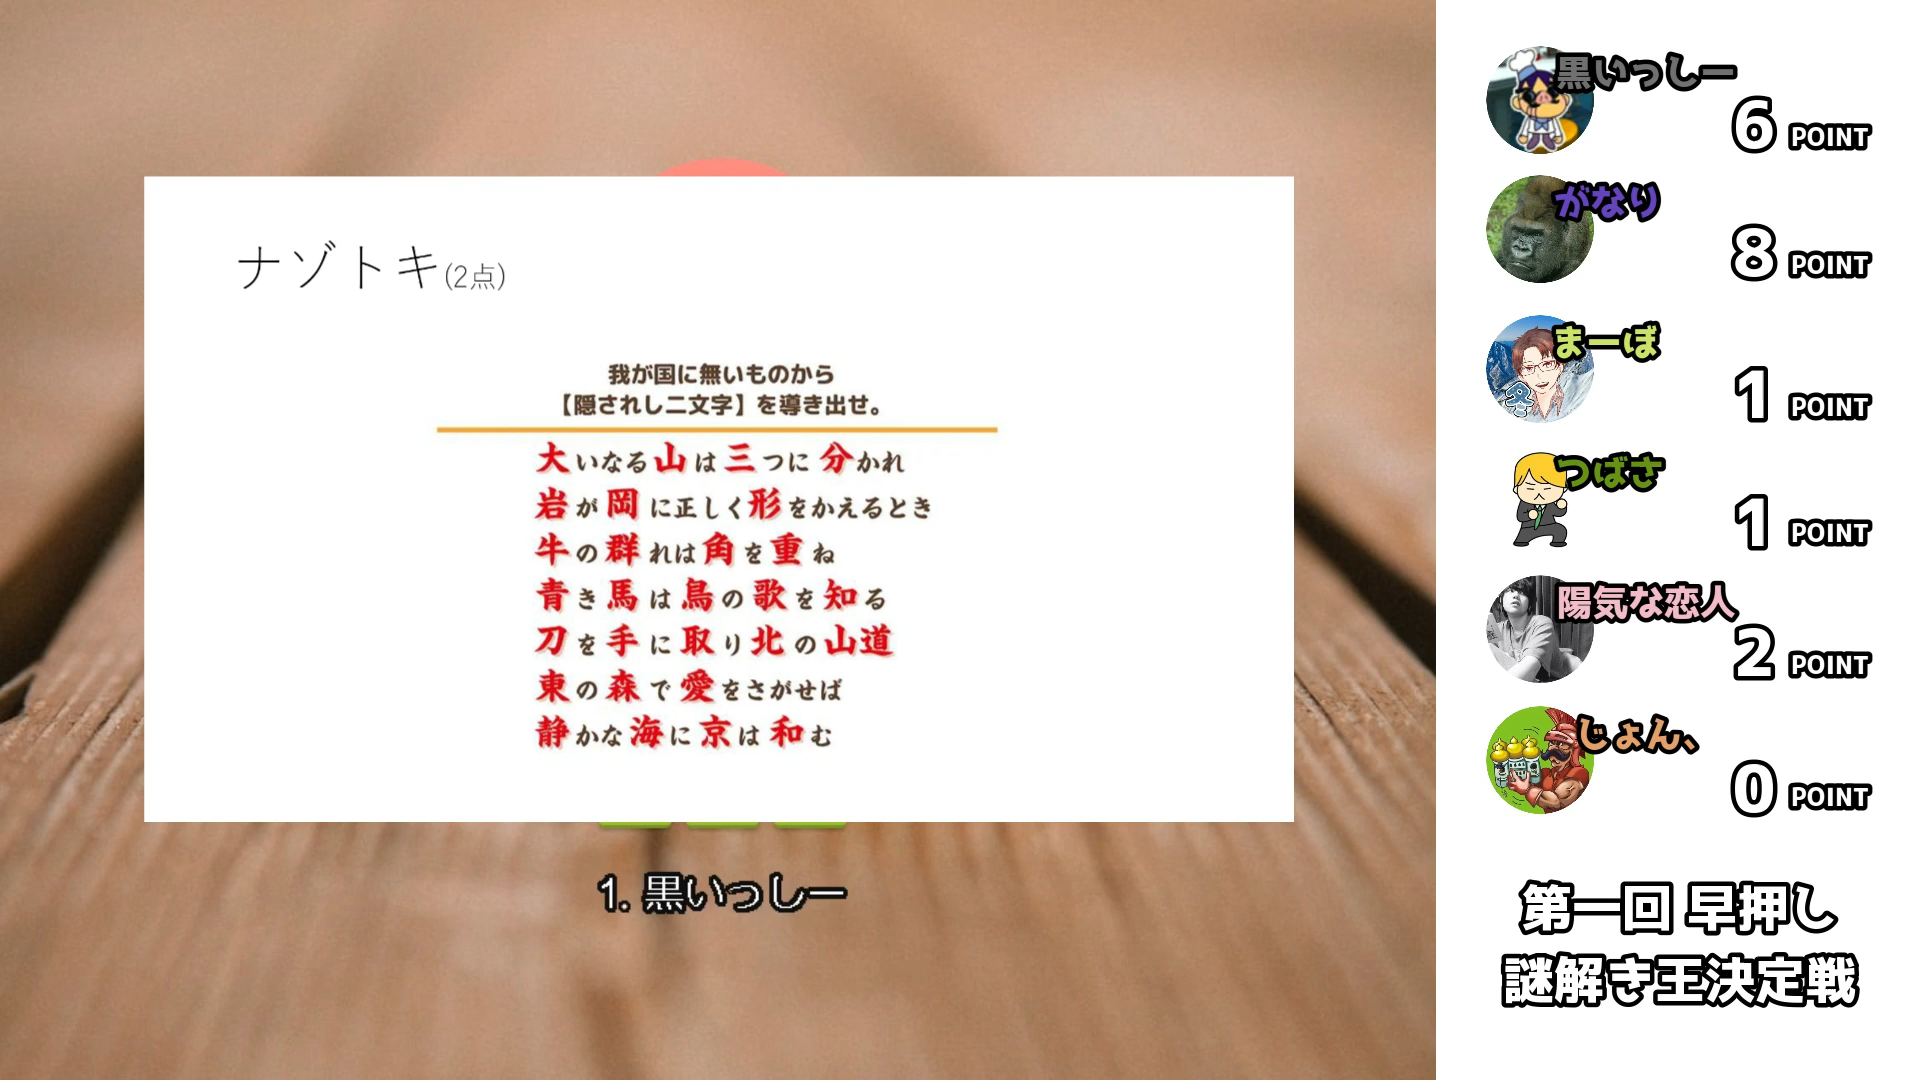 ナゾトキ(2点)
我が国に無いものから
【隠されし二文字】を導き出せ。
大いなる山は三つに分かれ
岩が岡に正しく形をかえるとき
牛の群れは角を重ね
青き馬は鳥の歌を知る
刀を手に取り北の山道
東の森で愛をさがせば
静かな海に京は和む
1. 黒いっしー
黒いっしー
6 POINT
がなり
8 POINT
まーぼ
1 POINT
つばさ
1 POINT
陽気な恋人
2 POINT
じょん、
0 POINT
第一回 早押し
謎解き王決定戦